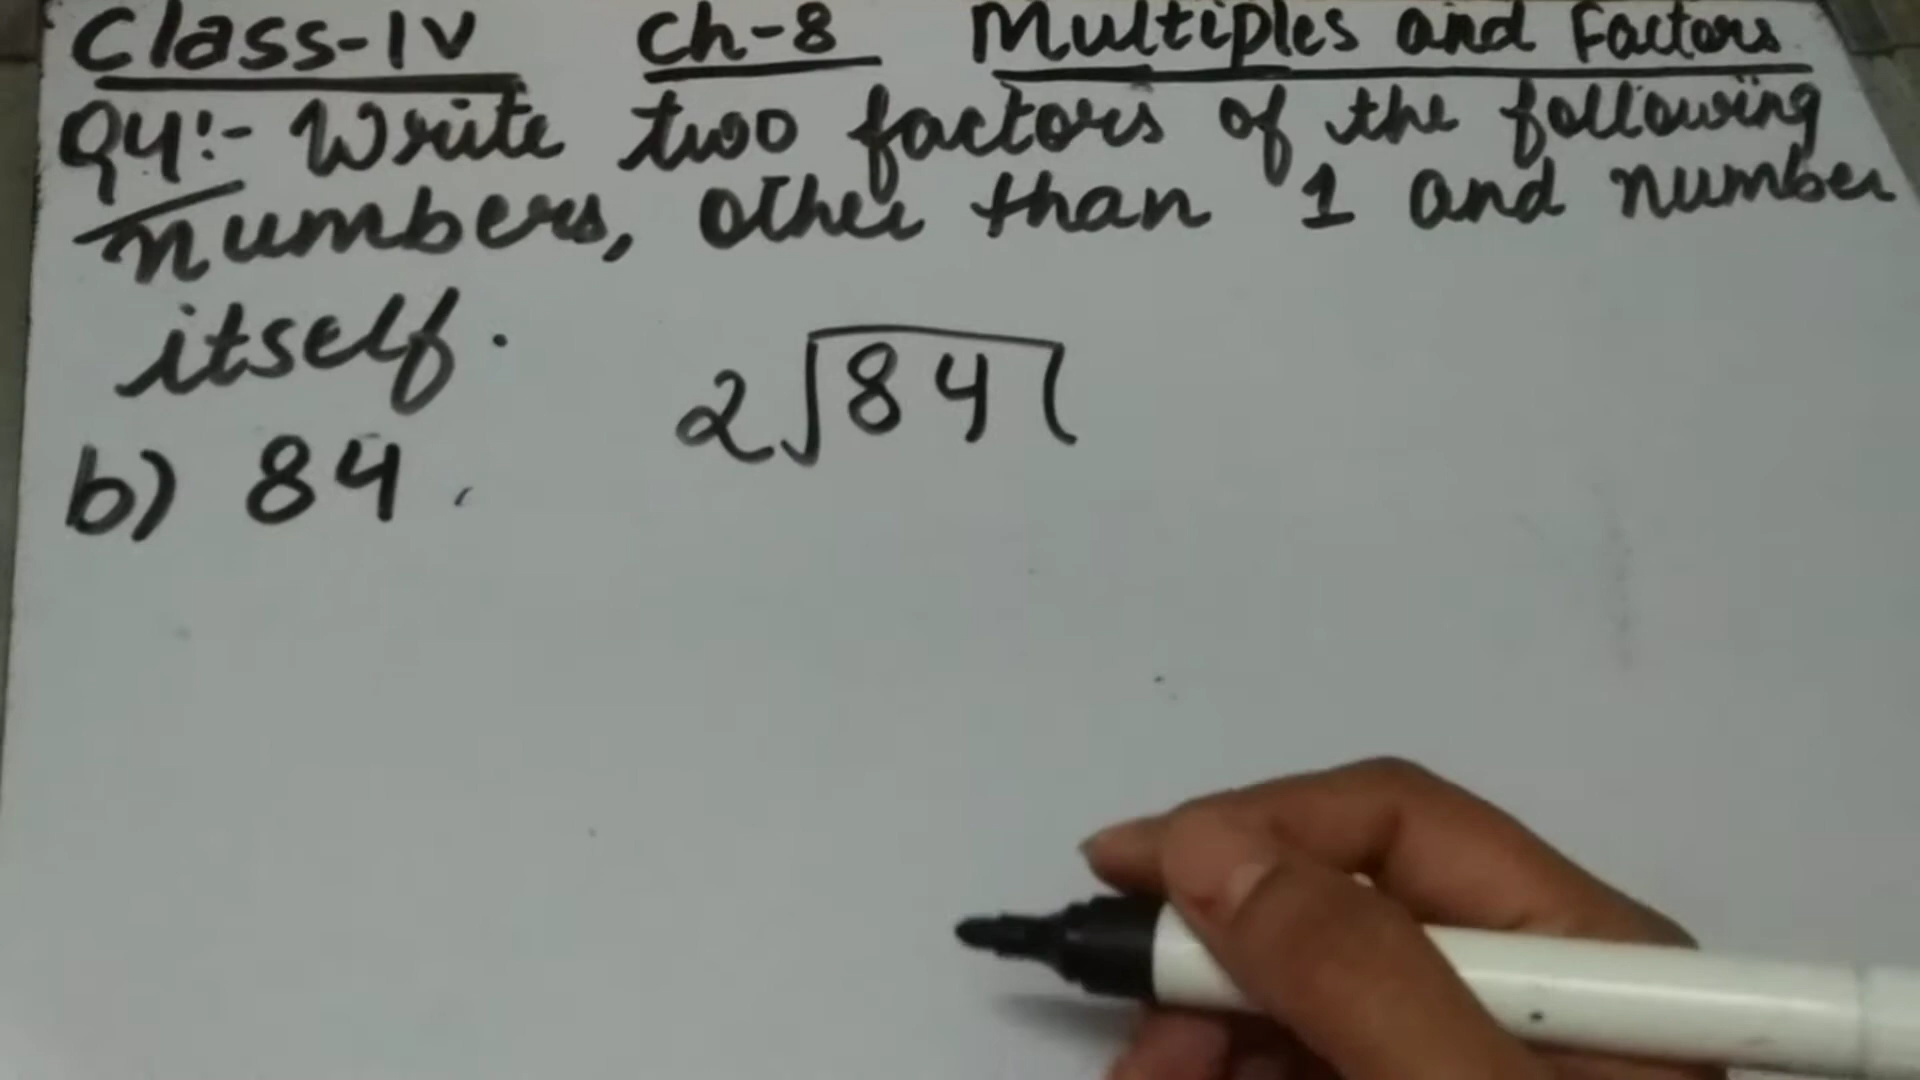 Class-IV Ch-8 Multiples and Factors
Q4:- Write two factors of the following
numbers, other than 1 and number
itself.
2√84(
b) 84.